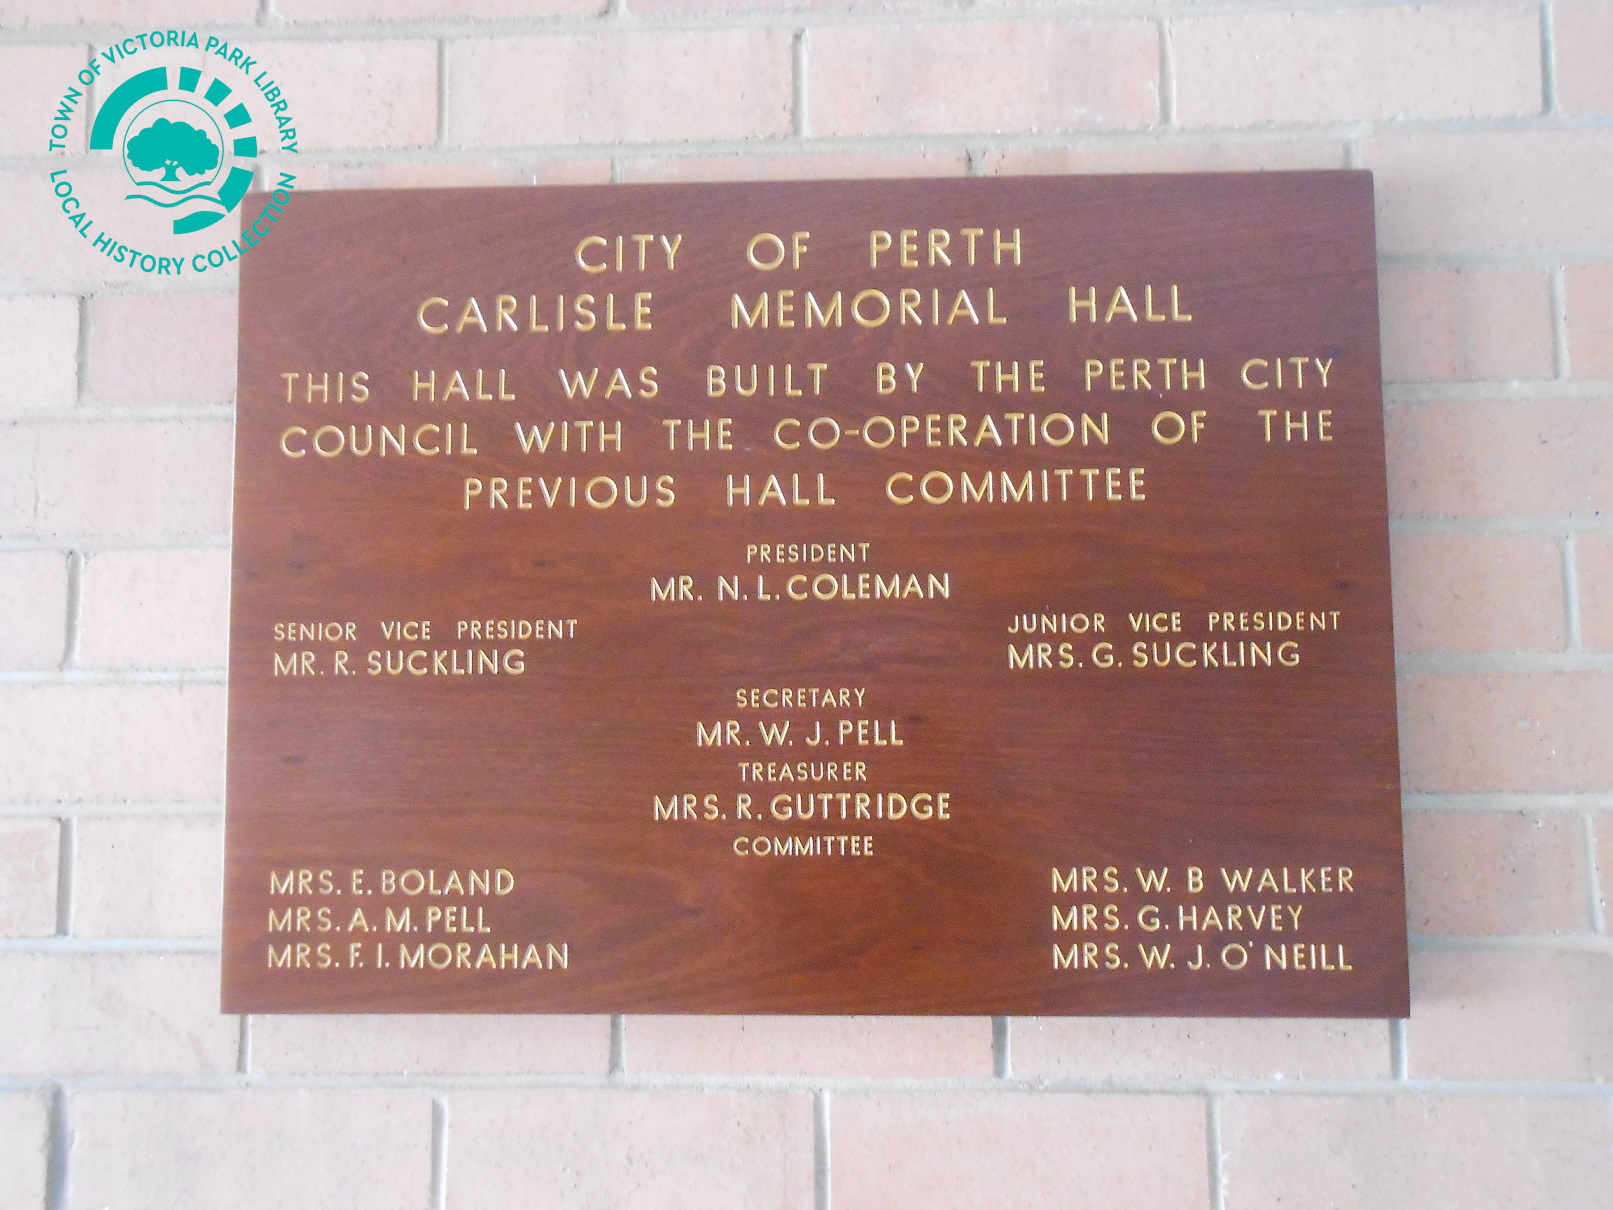 TOWN OF VICTORIA PARK LIBRARY
LOCAL HISTORY COLLECTION
CITY OF PERTH
CARLISLE MEMORIAL HALL
THIS HALL WAS BUILT BY THE PERTH CITY
COUNCIL WITH THE CO-OPERATION OF THE
PREVIOUS HALL COMMITTEE
PRESIDENT
MR. N. L. COLEMAN
SENIOR VICE PRESIDENT
MR. R. SUCKLING
JUNIOR VICE PRESIDENT
MRS. G. SUCKLING
SECRETARY
MR. W. J. PELL
TREASURER
MRS. R. GUTTRIDGE
COMMITTEE
MRS. E. BOLAND
MRS. A. M. PELL
MRS. F. I. MORAHAN
MRS. W. B WALKER
MRS. G. HARVEY
MRS. W. J. O'NEILL